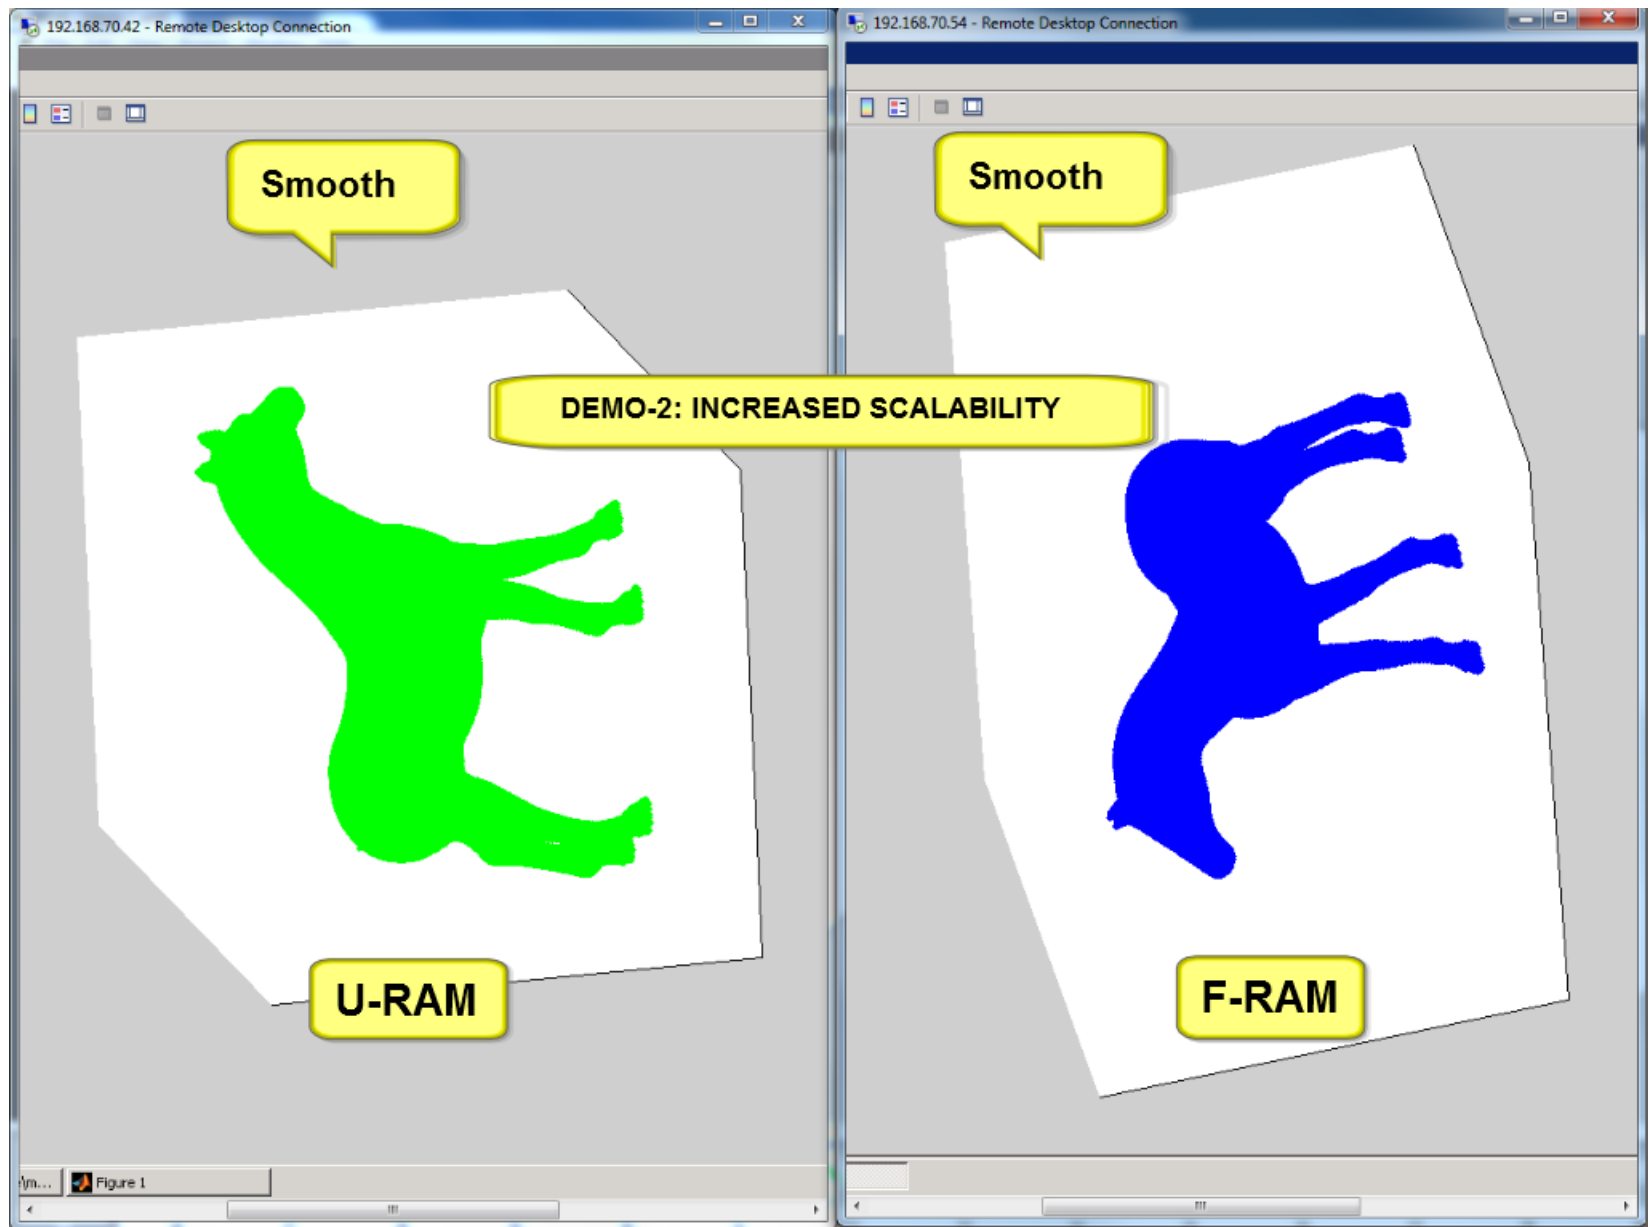 192.168.70.42 - Remote Desktop Connection
192.168.70.54 - Remote Desktop Connection
Smooth
Smooth
DEMO-2: INCREASED SCALABILITY
U-RAM
F-RAM
\m...
Figure 1